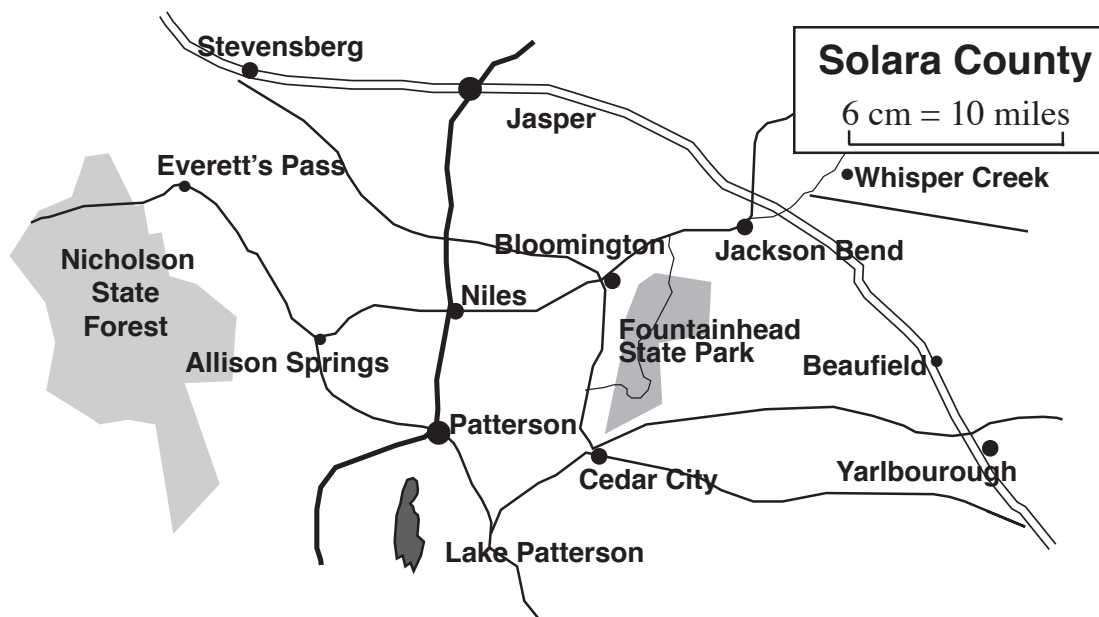 Stevensberg
Solara County
6 cm = 10 miles
Jasper
Everett’s Pass
Whisper Creek
Bloomington
Jackson Bend
Nicholson
State
Forest
Niles
Fountainhead
State Park
Allison Springs
Beaufield
Patterson
Yarlbourough
Cedar City
Lake Patterson